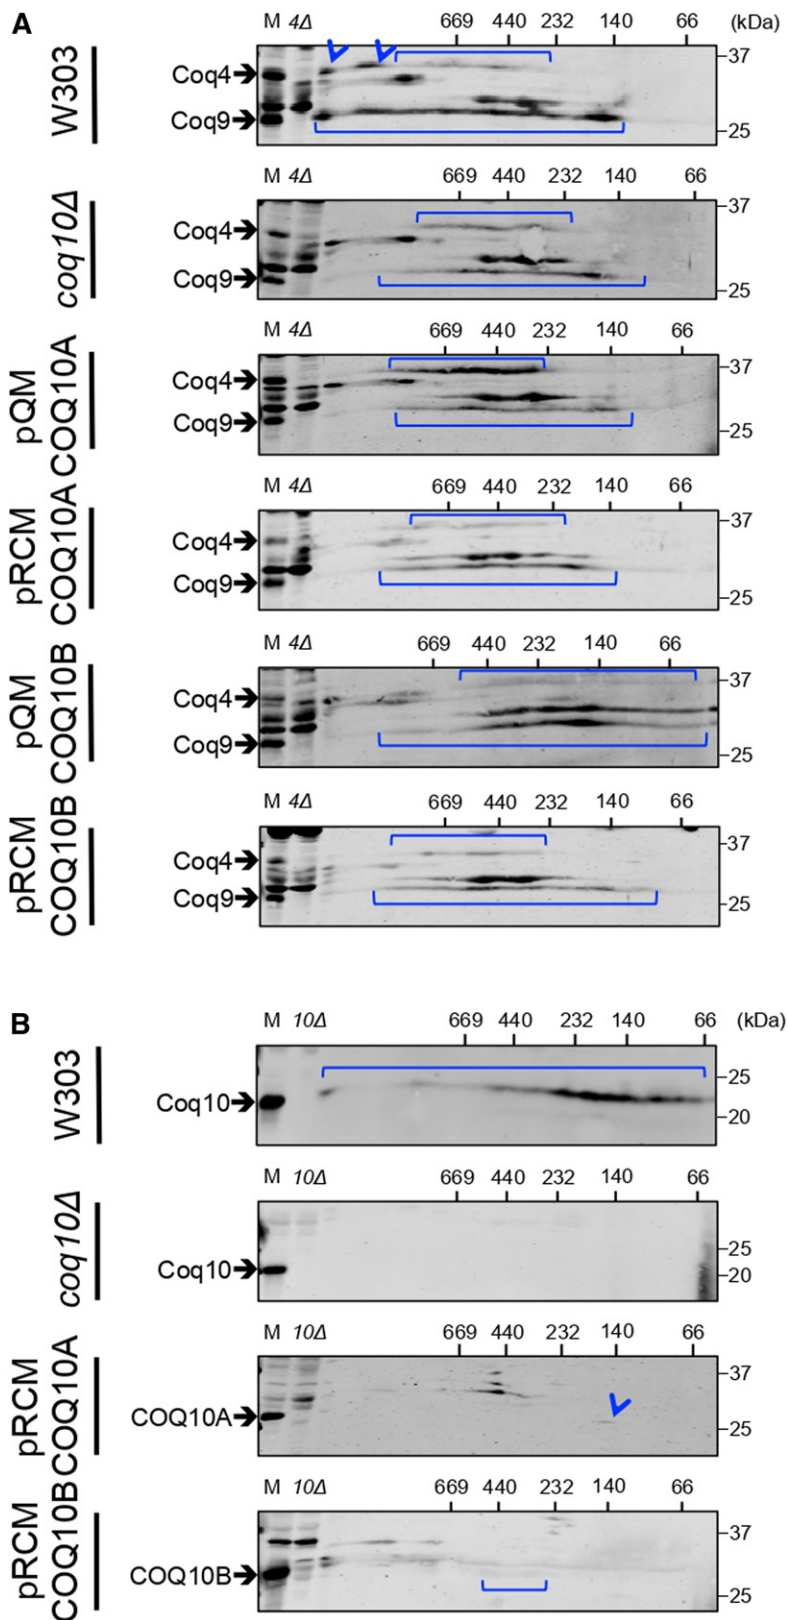 A
M 4Δ 669 440 232 140 66 (kDa)
W303
Coq4
Coq9
37
25
M 4Δ 669 440 232 140 66
coq10Δ
Coq4
Coq9
37
25
M 4Δ 669 440 232 140 66
pQM
COQ10A
Coq4
Coq9
37
25
M 4Δ 669 440 232 140 66
pRCM
COQ10A
Coq4
Coq9
37
25
M 4Δ 669 440 232 140 66
pQM
COQ10B
Coq4
Coq9
37
25
M 4Δ 669 440 232 140 66
pRCM
COQ10B
Coq4
Coq9
37
25
B
M 10Δ 669 440 232 140 66 (kDa)
W303
Coq10
25
20
M 10Δ 669 440 232 140 66
coq10Δ
Coq10
25
20
M 10Δ 669 440 232 140 66
pRCM
COQ10A
COQ10A
37
25
M 10Δ 669 440 232 140 66
pRCM
COQ10B
COQ10B
37
25